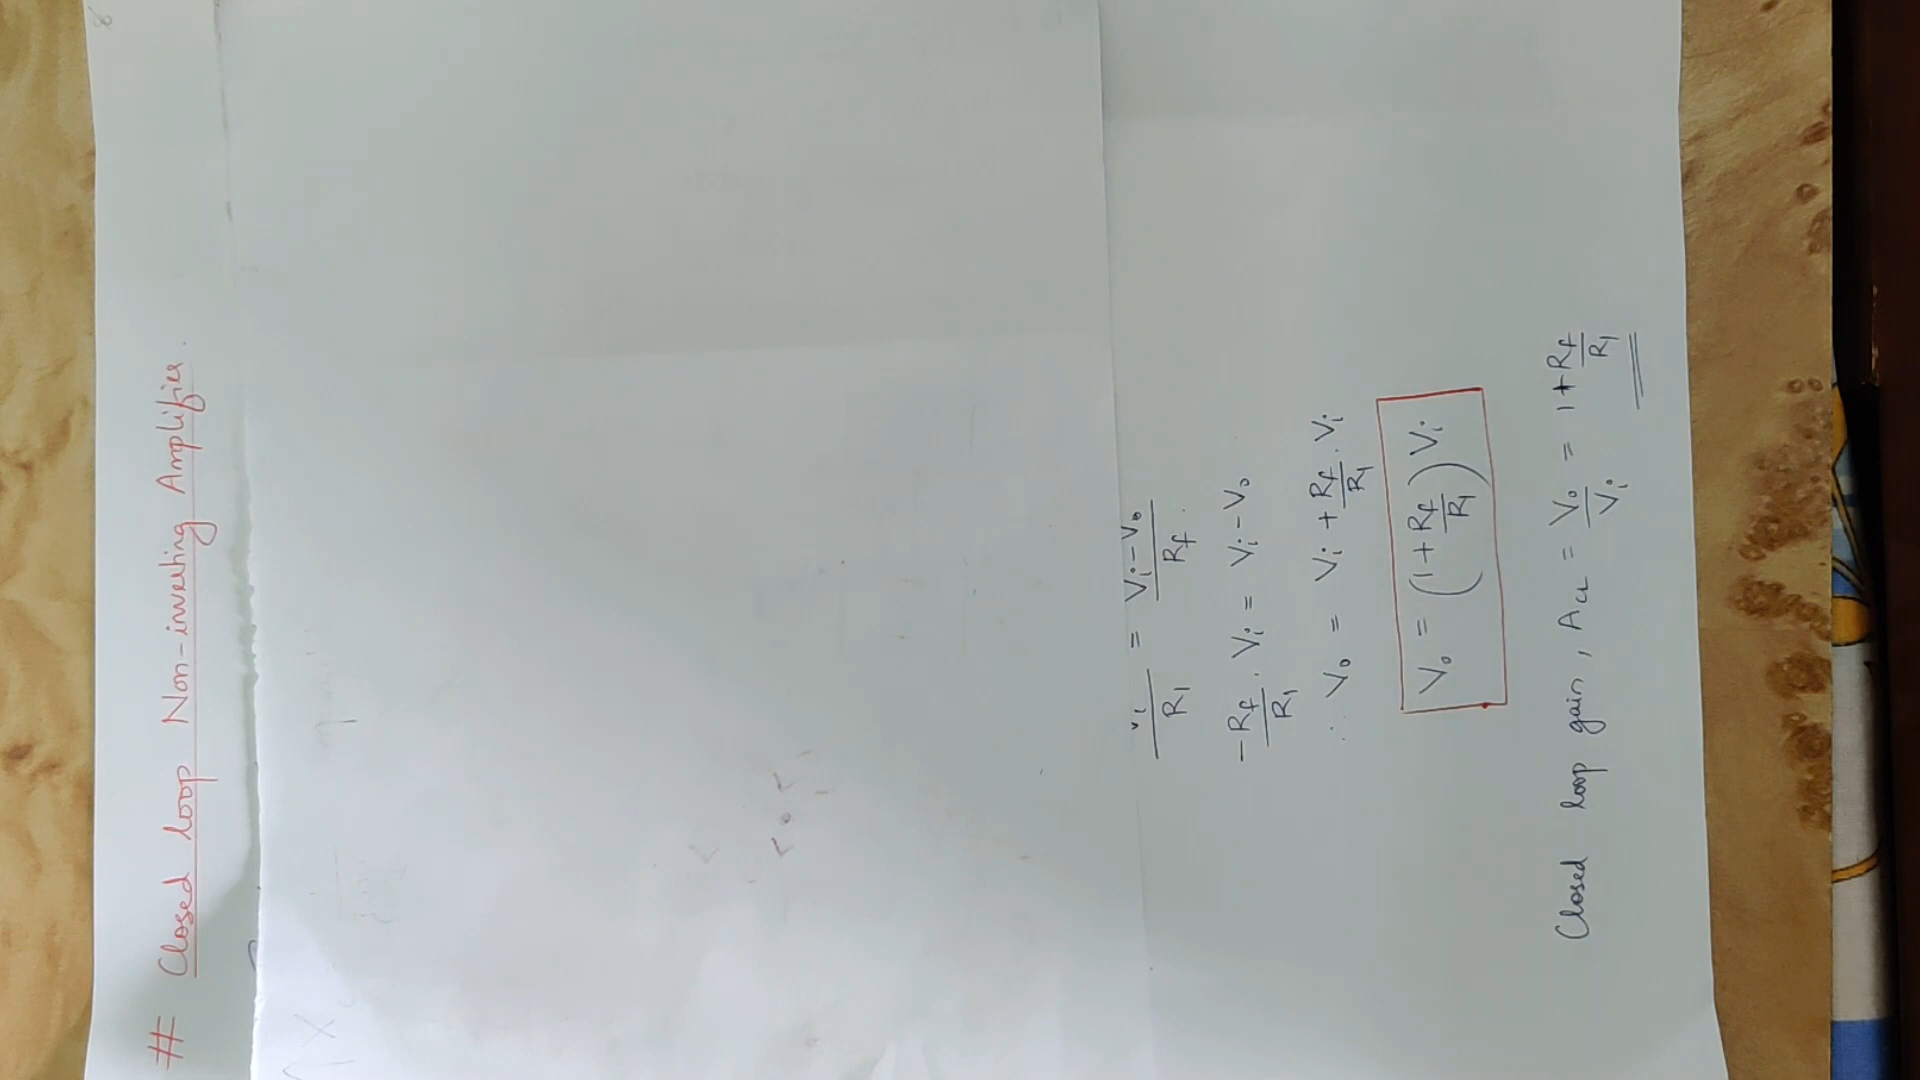 # Closed loop Non-inverting Amplifier.
Vi/R1 = Vi-Vo/Rf.
-Rf/R1 . Vi = Vi-Vo
∴ Vo = Vi + Rf/R1 . Vi
Vo = (1+Rf/R1) Vi
Closed loop gain, ACL = Vo/Vi = 1+Rf/R1